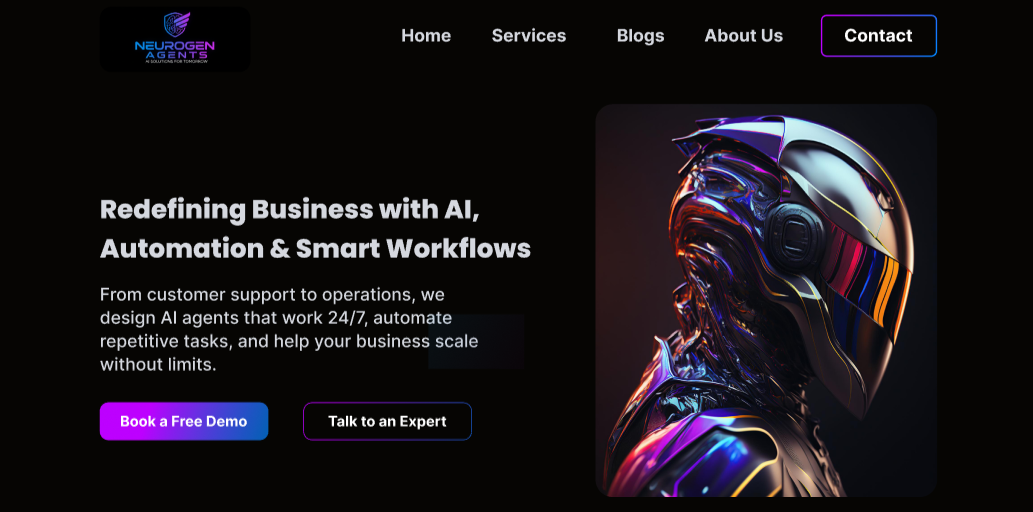 NEUROGEN
AGENTS
AI SOLUTIONS FOR TOMORROW
Home
Services
Blogs
About Us
Contact
Redefining Business with AI,
Automation & Smart Workflows
From customer support to operations, we
design AI agents that work 24/7, automate
repetitive tasks, and help your business scale
without limits.
Book a Free Demo
Talk to an Expert